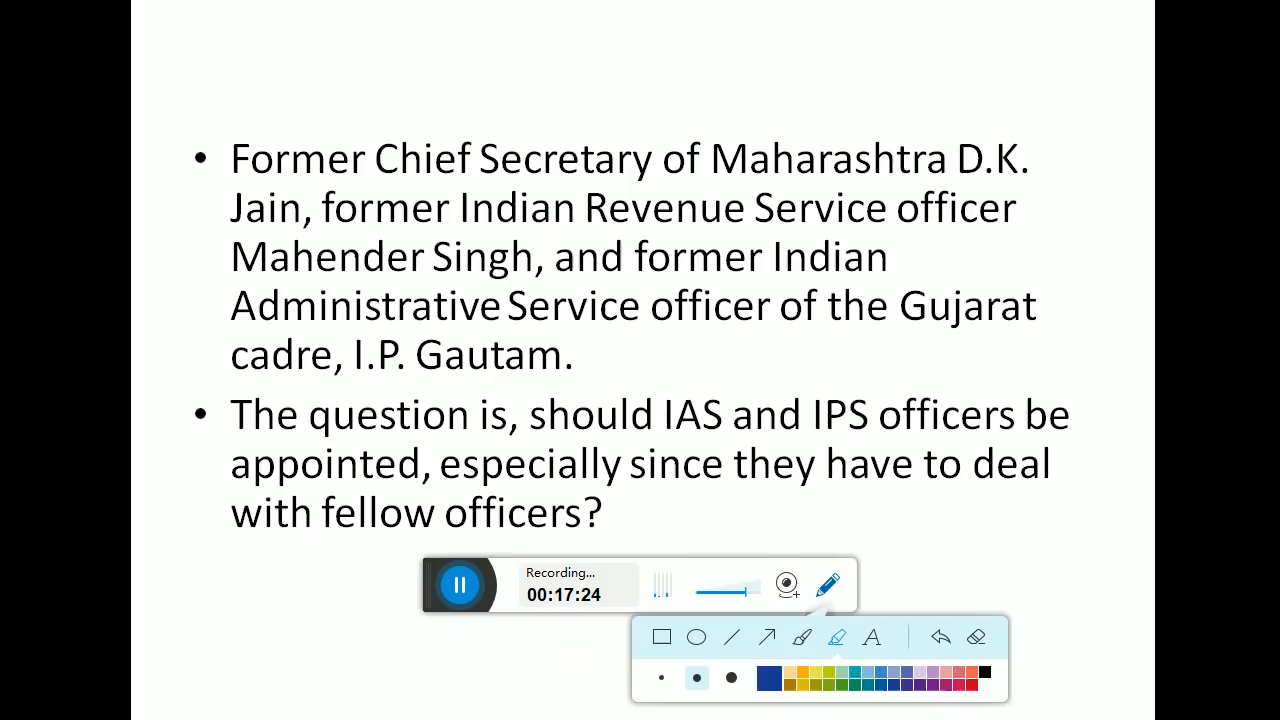 • Former Chief Secretary of Maharashtra D.K.
Jain, former Indian Revenue Service officer
Mahender Singh, and former Indian
Administrative Service officer of the Gujarat
cadre, I.P. Gautam.
• The question is, should IAS and IPS officers be
appointed, especially since they have to deal
with fellow officers?
Recording...
00:17:24
A